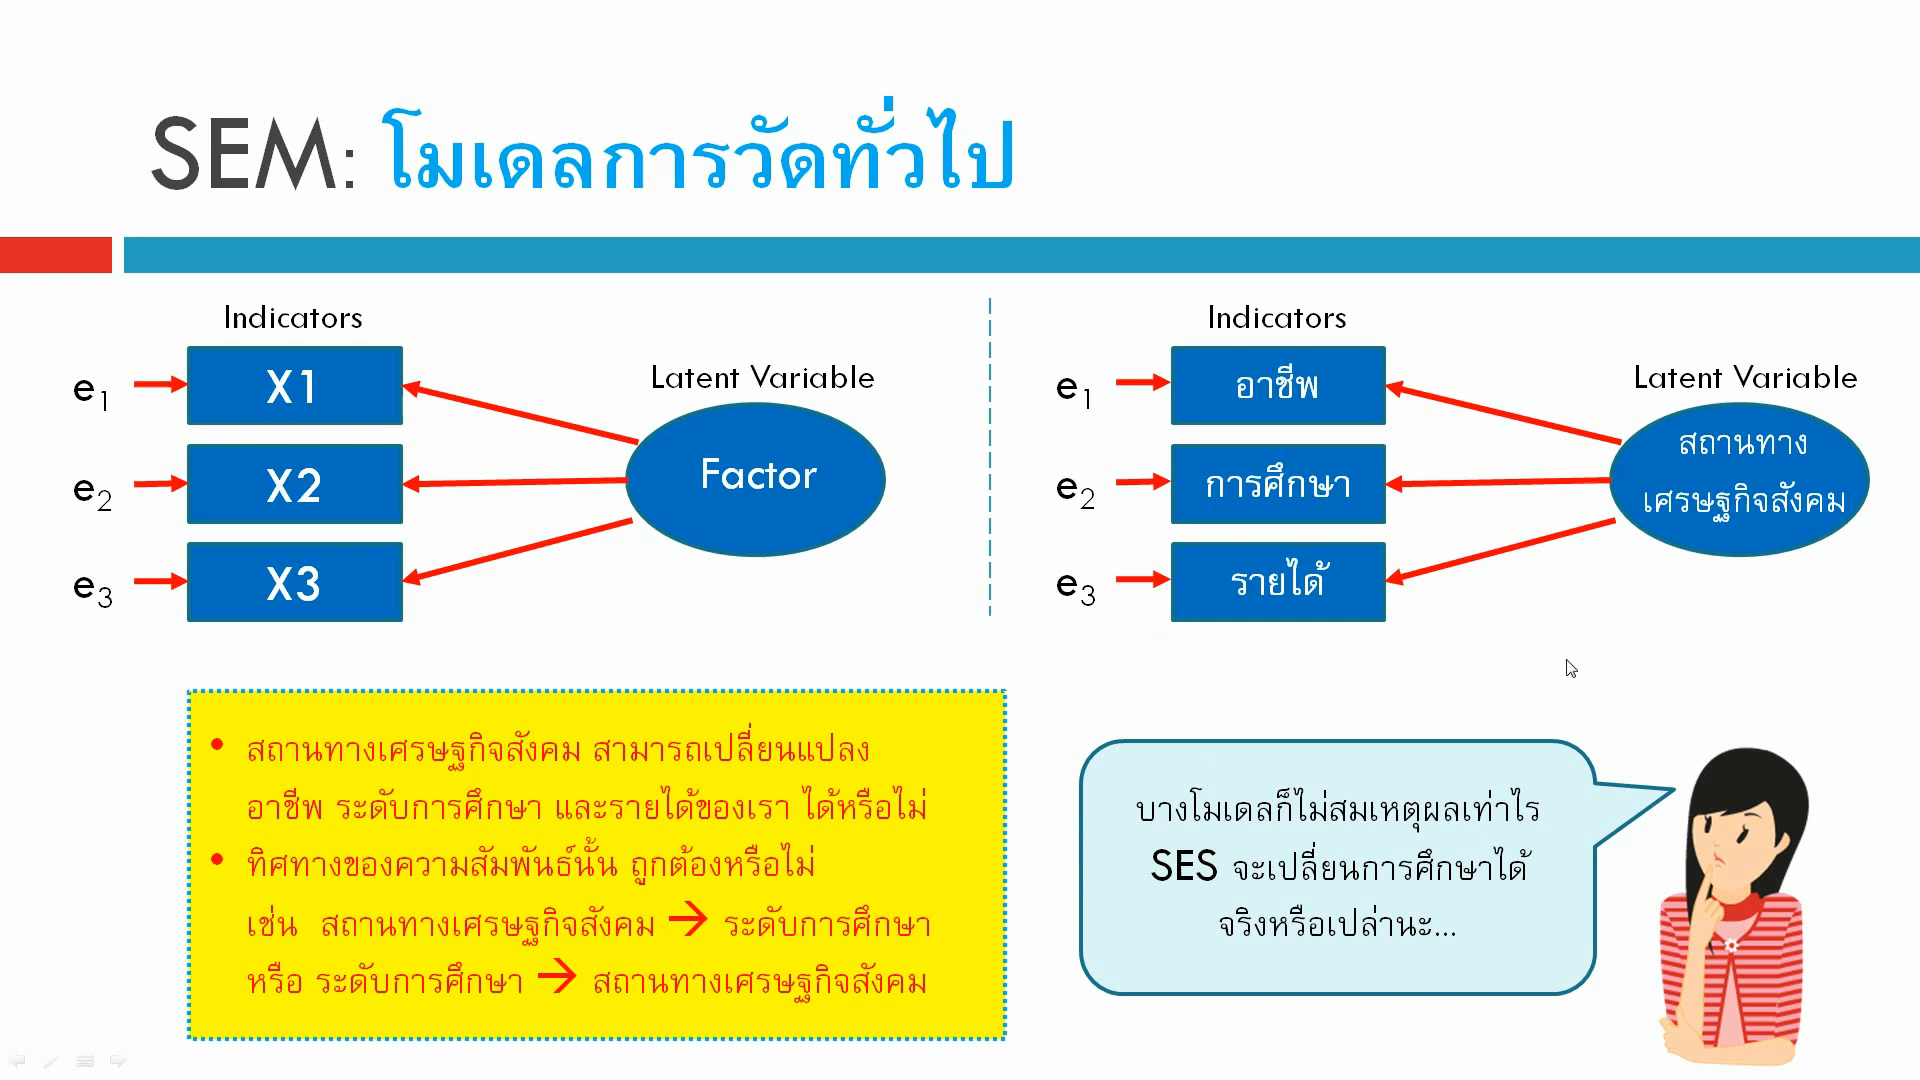 SEM: โมเดลการวัดทั่วไป
Indicators
Latent Variable
e1
X1
e2
X2
e3
X3
Factor
Indicators
Latent Variable
e1
อาชีพ
e2
การศึกษา
e3
รายได้
สถานทาง
เศรษฐกิจสังคม
• สถานทางเศรษฐกิจสังคม สามารถเปลี่ยนแปลง
อาชีพ ระดับการศึกษา และรายได้ของเรา ได้หรือไม่
• ทิศทางของความสัมพันธ์นั้น ถูกต้องหรือไม่
เช่น สถานทางเศรษฐกิจสังคม → ระดับการศึกษา
หรือ ระดับการศึกษา → สถานทางเศรษฐกิจสังคม
บางโมเดลก็ไม่สมเหตุผลเท่าไร
SES จะเปลี่ยนการศึกษาได้
จริงหรือเปล่านะ...